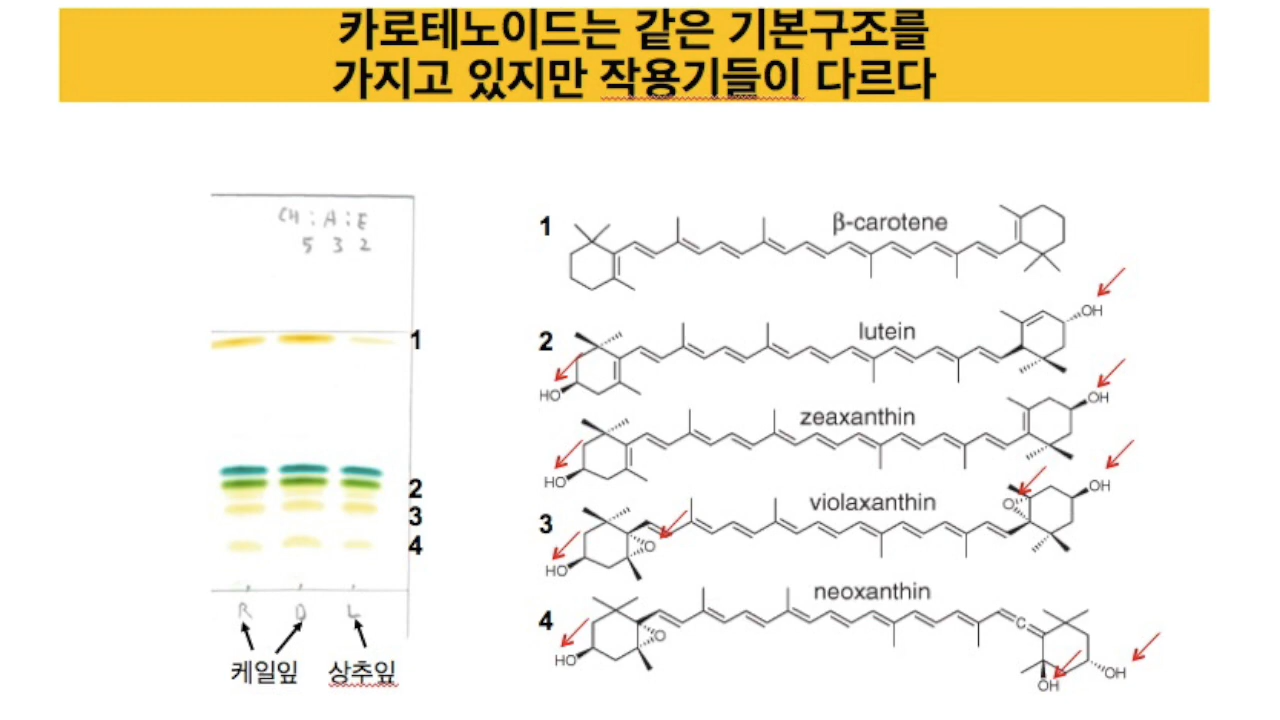 카로테노이드는 같은 기본구조를
가지고 있지만 작용기들이 다르다
CH : A : E
5 3 2
1
2
3
4
R D L
케일잎 상추잎
1 β-carotene
2 lutein
OH
HO
zeaxanthin
OH
HO
3 violaxanthin
O
OH
O
HO
4 neoxanthin
C
O
HO
OH
OH